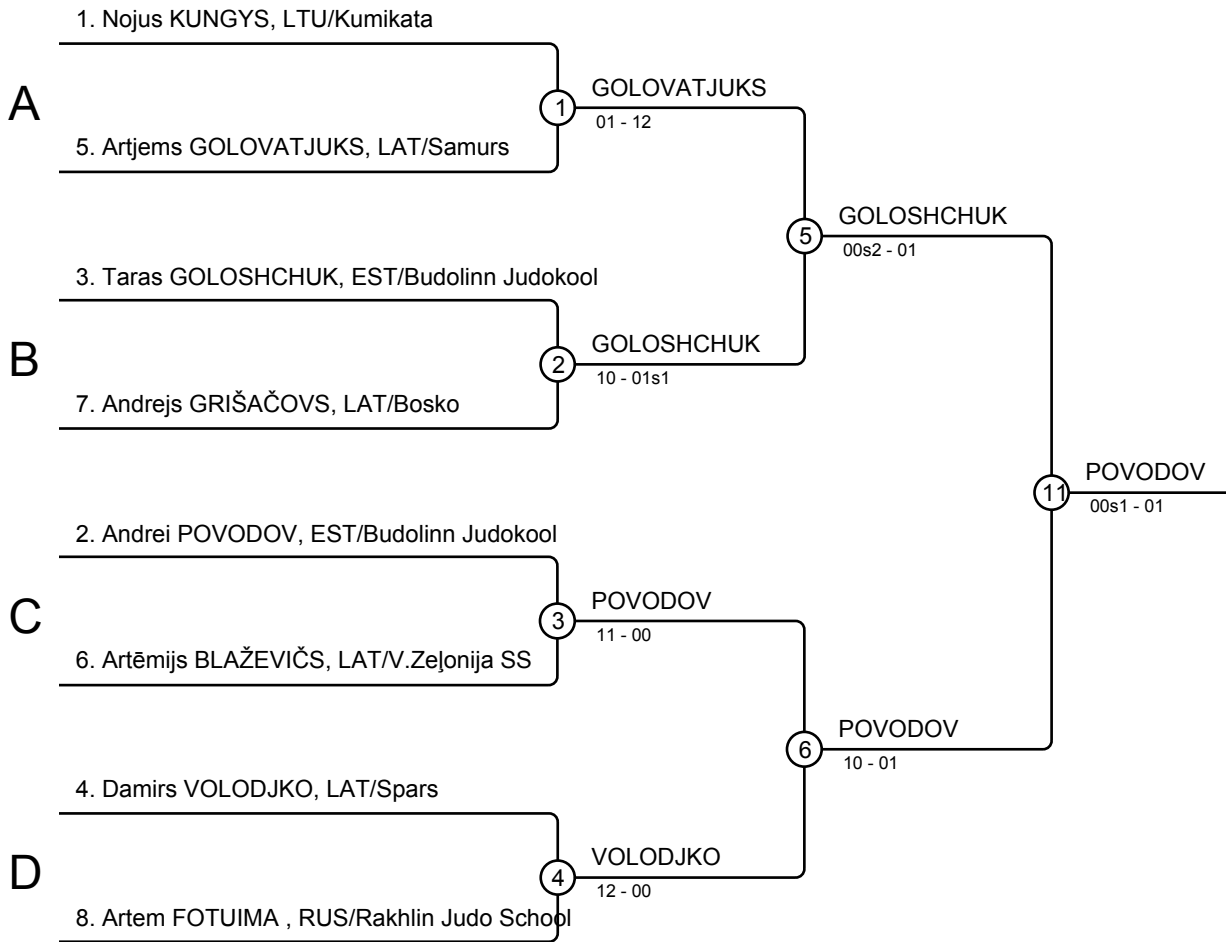 1. Nojus KUNGYS, LTU/Kumikata
A
1
GOLOVATJUKS
01 - 12
5. Artjems GOLOVATJUKS, LAT/Samurs
5
GOLOSHCHUK
00s2 - 01
3. Taras GOLOSHCHUK, EST/Budolinn Judokool
B
2
GOLOSHCHUK
10 - 01s1
7. Andrejs GRIŠAČOVS, LAT/Bosko
11
POVODOV
00s1 - 01
2. Andrei POVODOV, EST/Budolinn Judokool
C
3
POVODOV
11 - 00
6. Artēmijs BLAŽEVIČS, LAT/V.Zeļonija SS
6
POVODOV
10 - 01
4. Damirs VOLODJKO, LAT/Spars
D
4
VOLODJKO
12 - 00
8. Artem FOTUIMA , RUS/Rakhlin Judo School